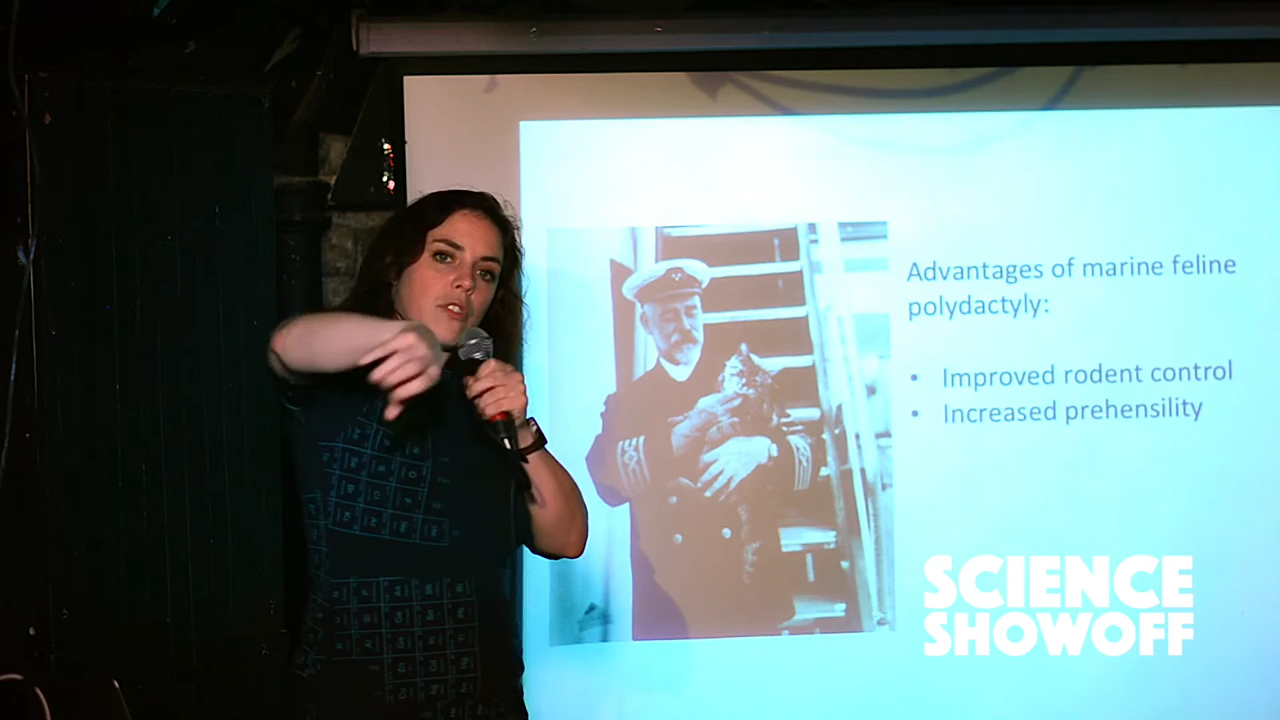 Advantages of marine feline
polydactyly:
• Improved rodent control
• Increased prehensility
SCIENCE
SHOWOFF